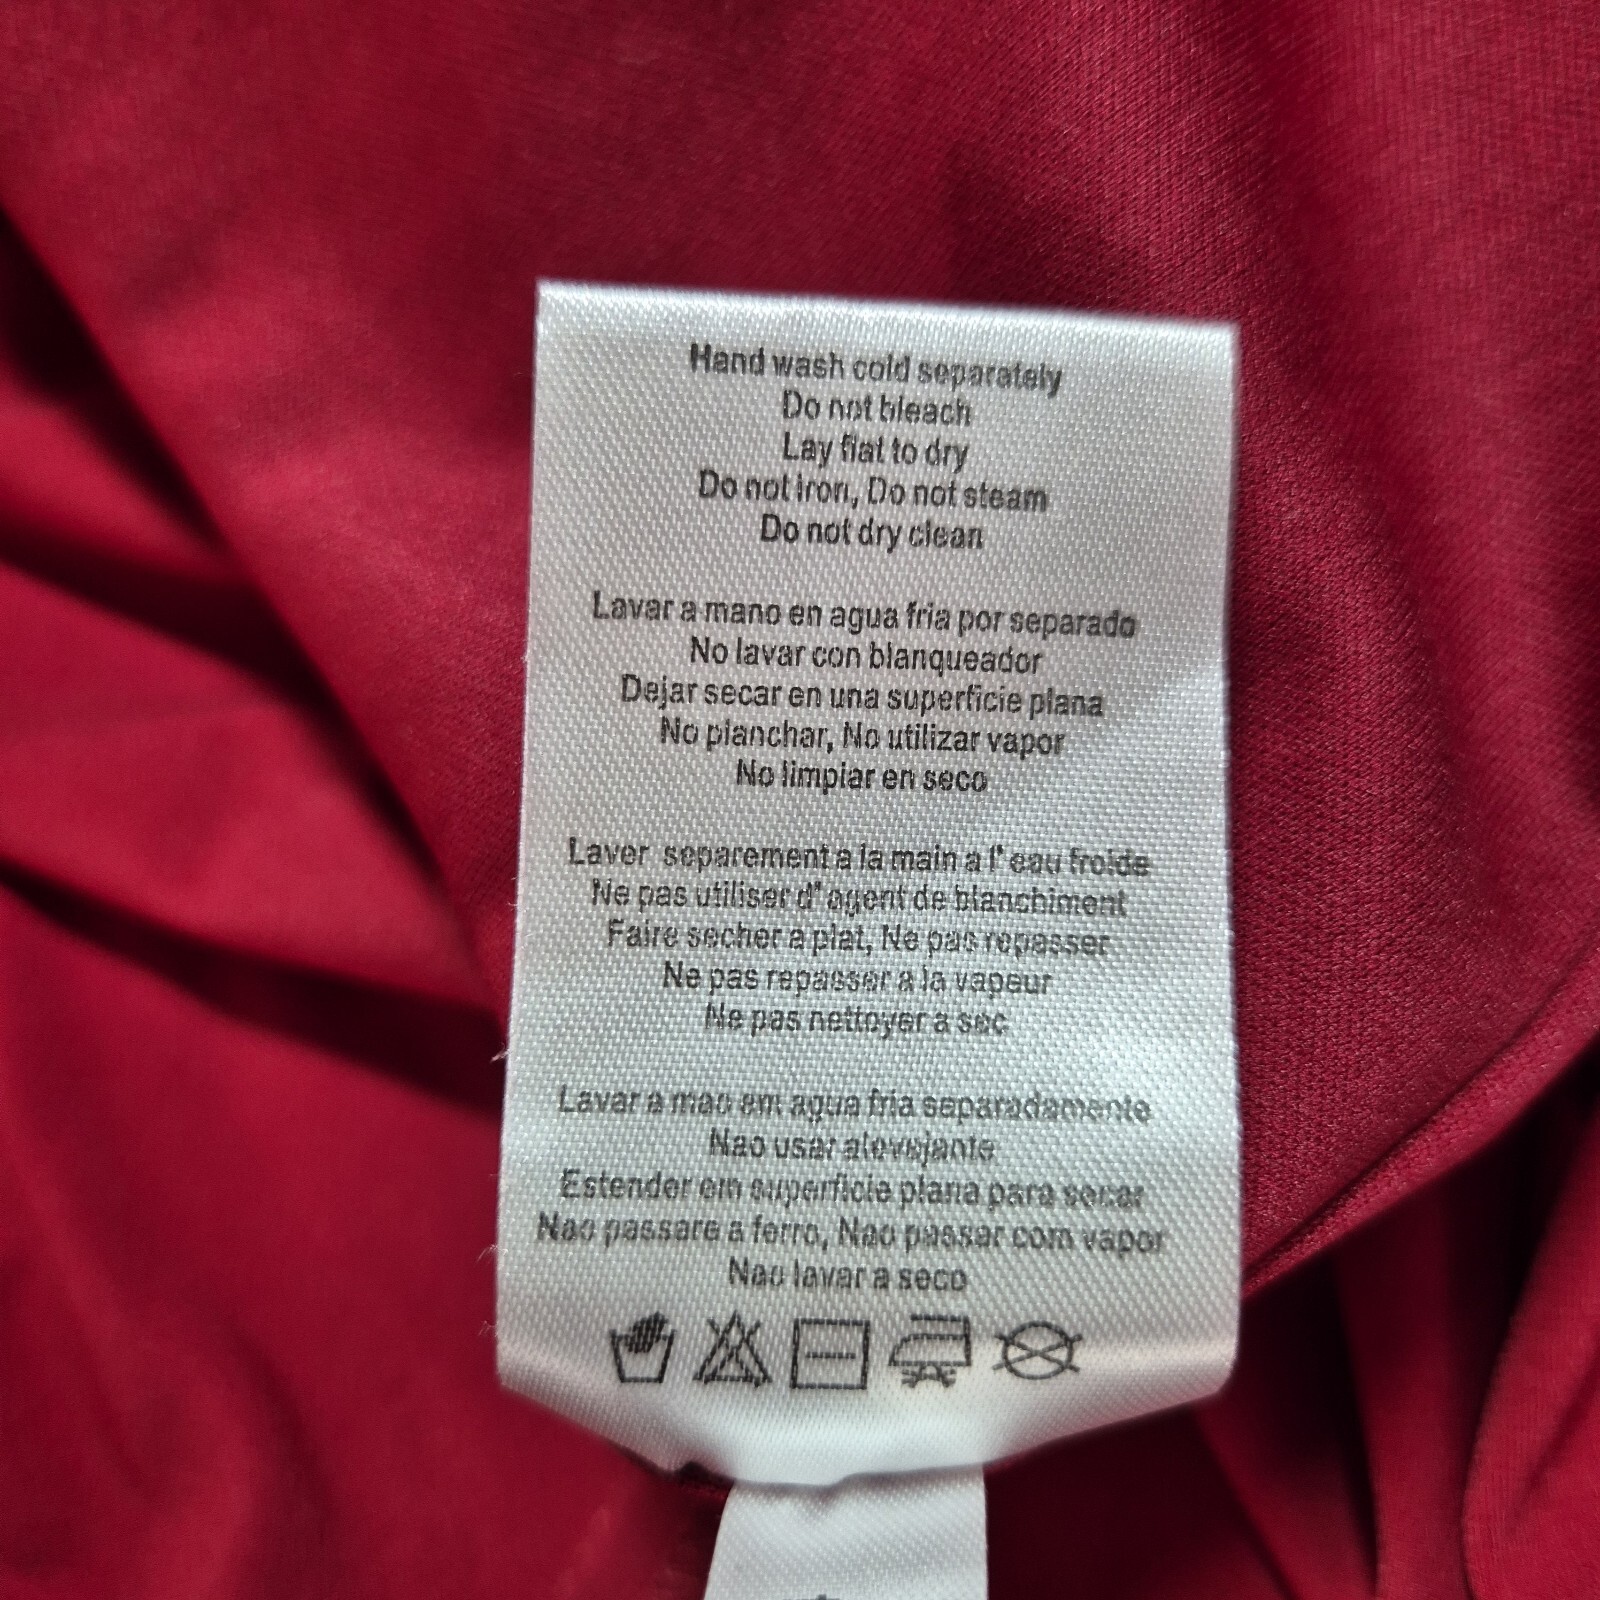 Hand wash cold separately
Do not bleach
Lay flat to dry
Do not iron, Do not steam
Do not dry clean
Lavar a mano en agua fria por separado
No lavar con blanqueador
Dejar secar en una superficie plana
No planchar, No utilizar vapor
No limpiar en seco
Laver separement a la main a l' eau froide
Ne pas utiliser d' agent de blanchiment
Faire secher a plat, Ne pas repasser
Ne pas repasser a la vapeur
Ne pas nettoyer a sec
Lavar a mao em agua fria separadamente
Nao usar alevejante
Estender em superficie plana para secar
Nao passare a ferro, Nao passar com vapor
Nao lavar a seco